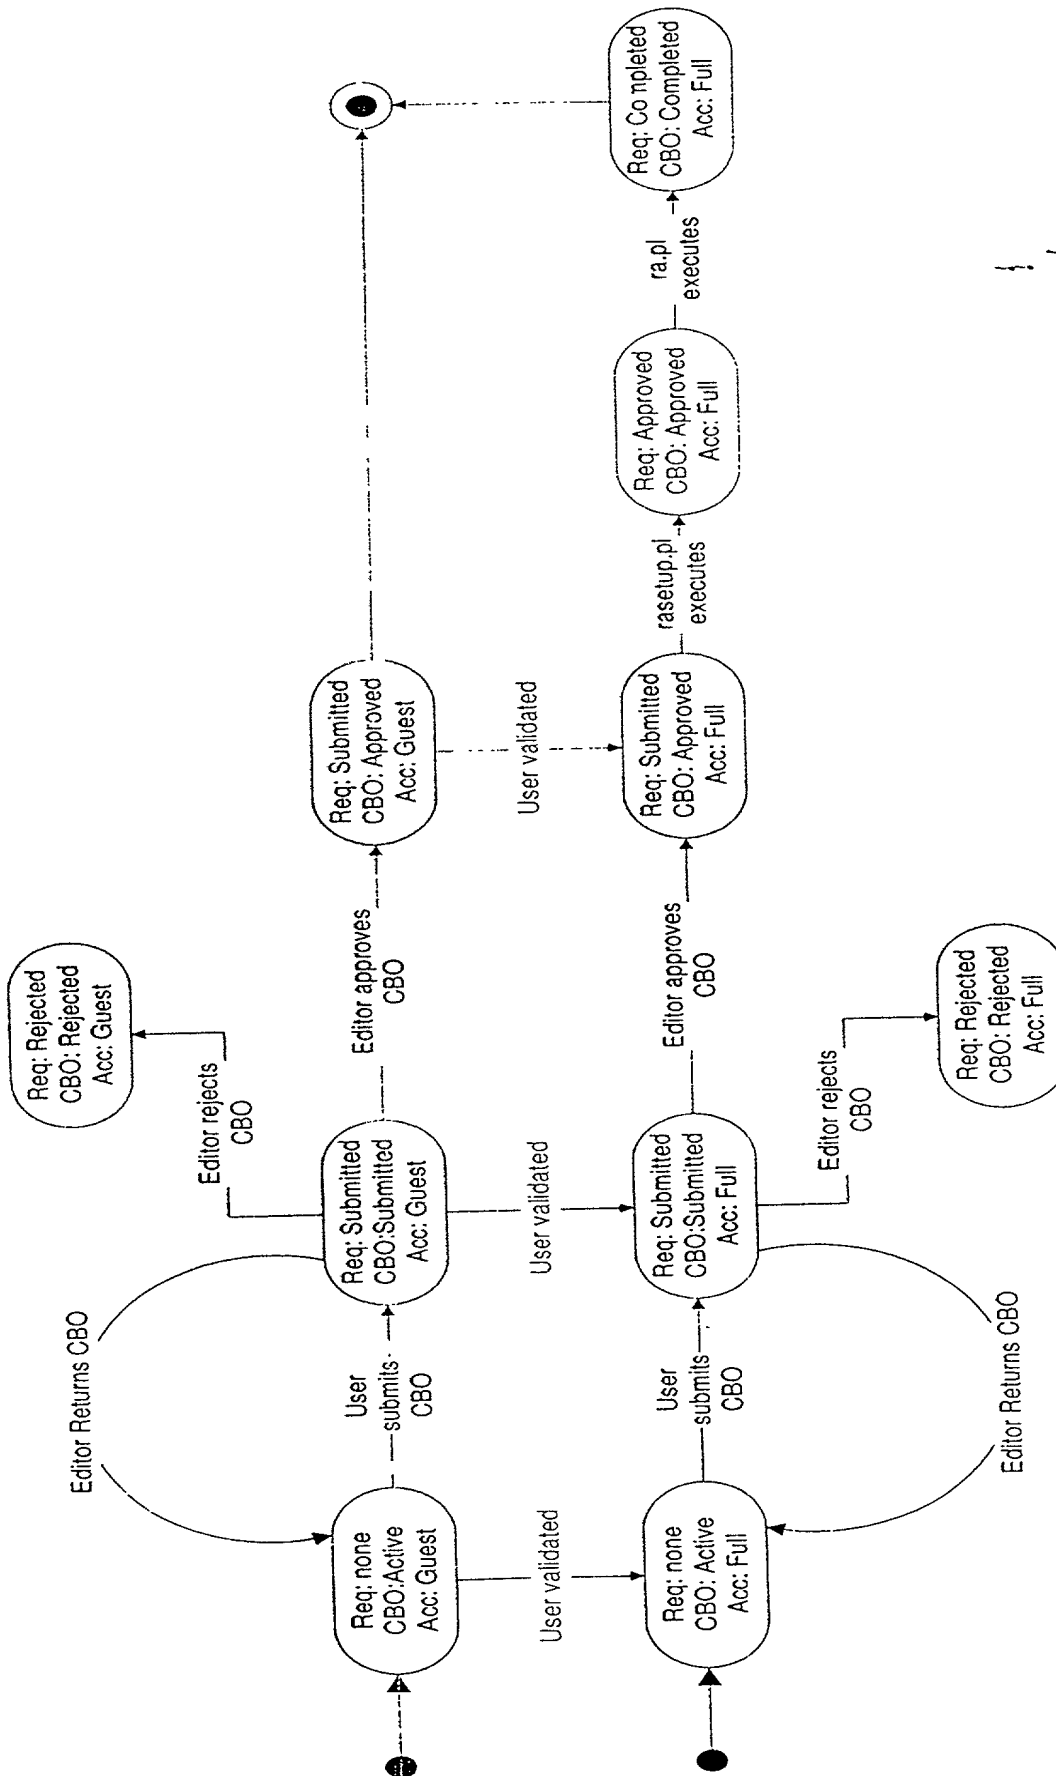 Req: Rejected
CBO: Rejected
Acc: Guest
Editor rejects
CBO
Editor Returns CBO
Req: none
CBO:Active
Acc: Guest
User
submits
CBO
Req: Submitted
CBO:Submitted
Acc: Guest
Editor approves
CBO
Req: Submitted
CBO: Approved
Acc: Guest
User validated
User validated
User validated
Req: none
CBO: Active
Acc: Full
User
submits
CBO
Req: Submitted
CBO:Submitted
Acc: Full
Editor approves
CBO
Req: Submitted
CBO: Approved
Acc: Full
rasetup.pl
executes
Req: Approved
CBO: Approved
Acc: Full
ra.pl
executes
Req: Co npleted
CBO: Completed
Acc: Full
Editor rejects
CBO
Editor Returns CBO
Req: Rejected
CBO: Rejected
Acc: Full